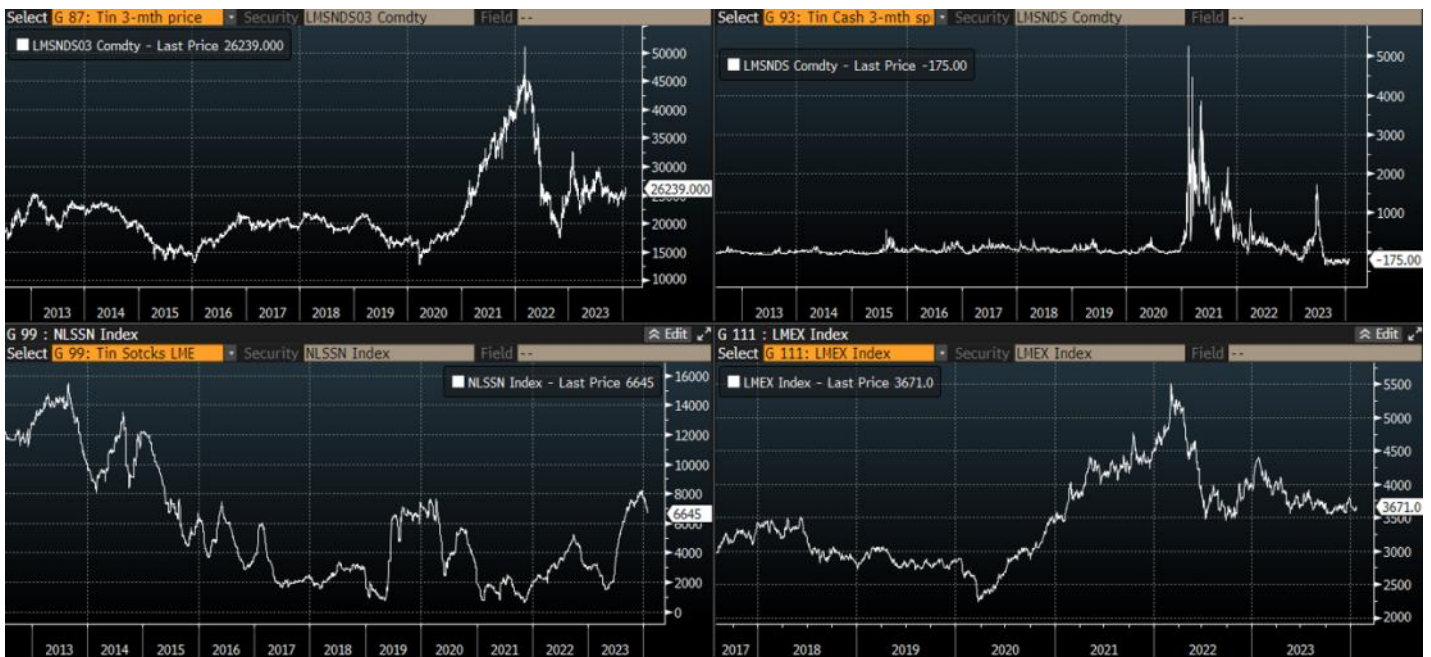 Select G 87: Tin 3-mth price Security LMSNDS03 Comdty Field --
LMSNDS03 Comdty - Last Price 26239.000
50000
45000
40000
35000
30000
26239.000
25000
20000
15000
10000
2013 2014 2015 2016 2017 2018 2019 2020 2021 2022 2023
Select G 93: Tin Cash 3-mth sp Security LMSNDS Comdty Field --
LMSNDS Comdty - Last Price -175.00
5000
4000
3000
2000
1000
-175.00
2013 2014 2015 2016 2017 2018 2019 2020 2021 2022 2023
G 99 : NLSSN Index Edit
Select G 99: Tin Sotcks LME Security NLSSN Index Field --
NLSSN Index - Last Price 6645
16000
14000
12000
10000
8000
6645
6000
4000
2000
0
2013 2014 2015 2016 2017 2018 2019 2020 2021 2022 2023
G 111 : LMEX Index Edit
Select G 111: LMEX Index Security LMEX Index Field --
LMEX Index - Last Price 3671.0
5500
5000
4500
4000
3671.0
3500
3000
2500
2000
2017 2018 2019 2020 2021 2022 2023